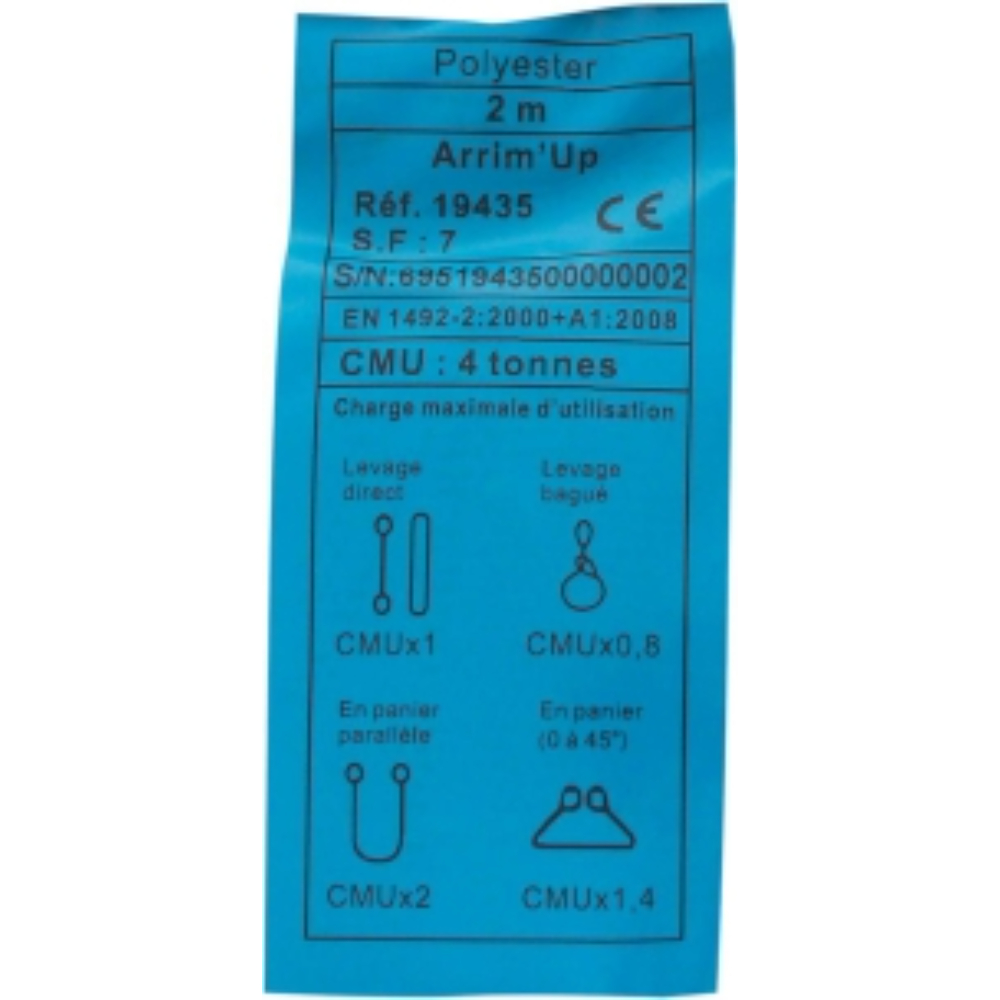 Polyester
2 m
Arrim'Up
Réf. 19435 CE
S.F : 7
S/N:6951943500000002
EN 1492-2:2000+A1:2008
CMU : 4 tonnes
Charge maximale d'utilisation
Levage Levage
direct bagué
CMUx1 CMUx0,8
En panier En panier
parallèle (0 à 45°)
CMUx2 CMUx1,4